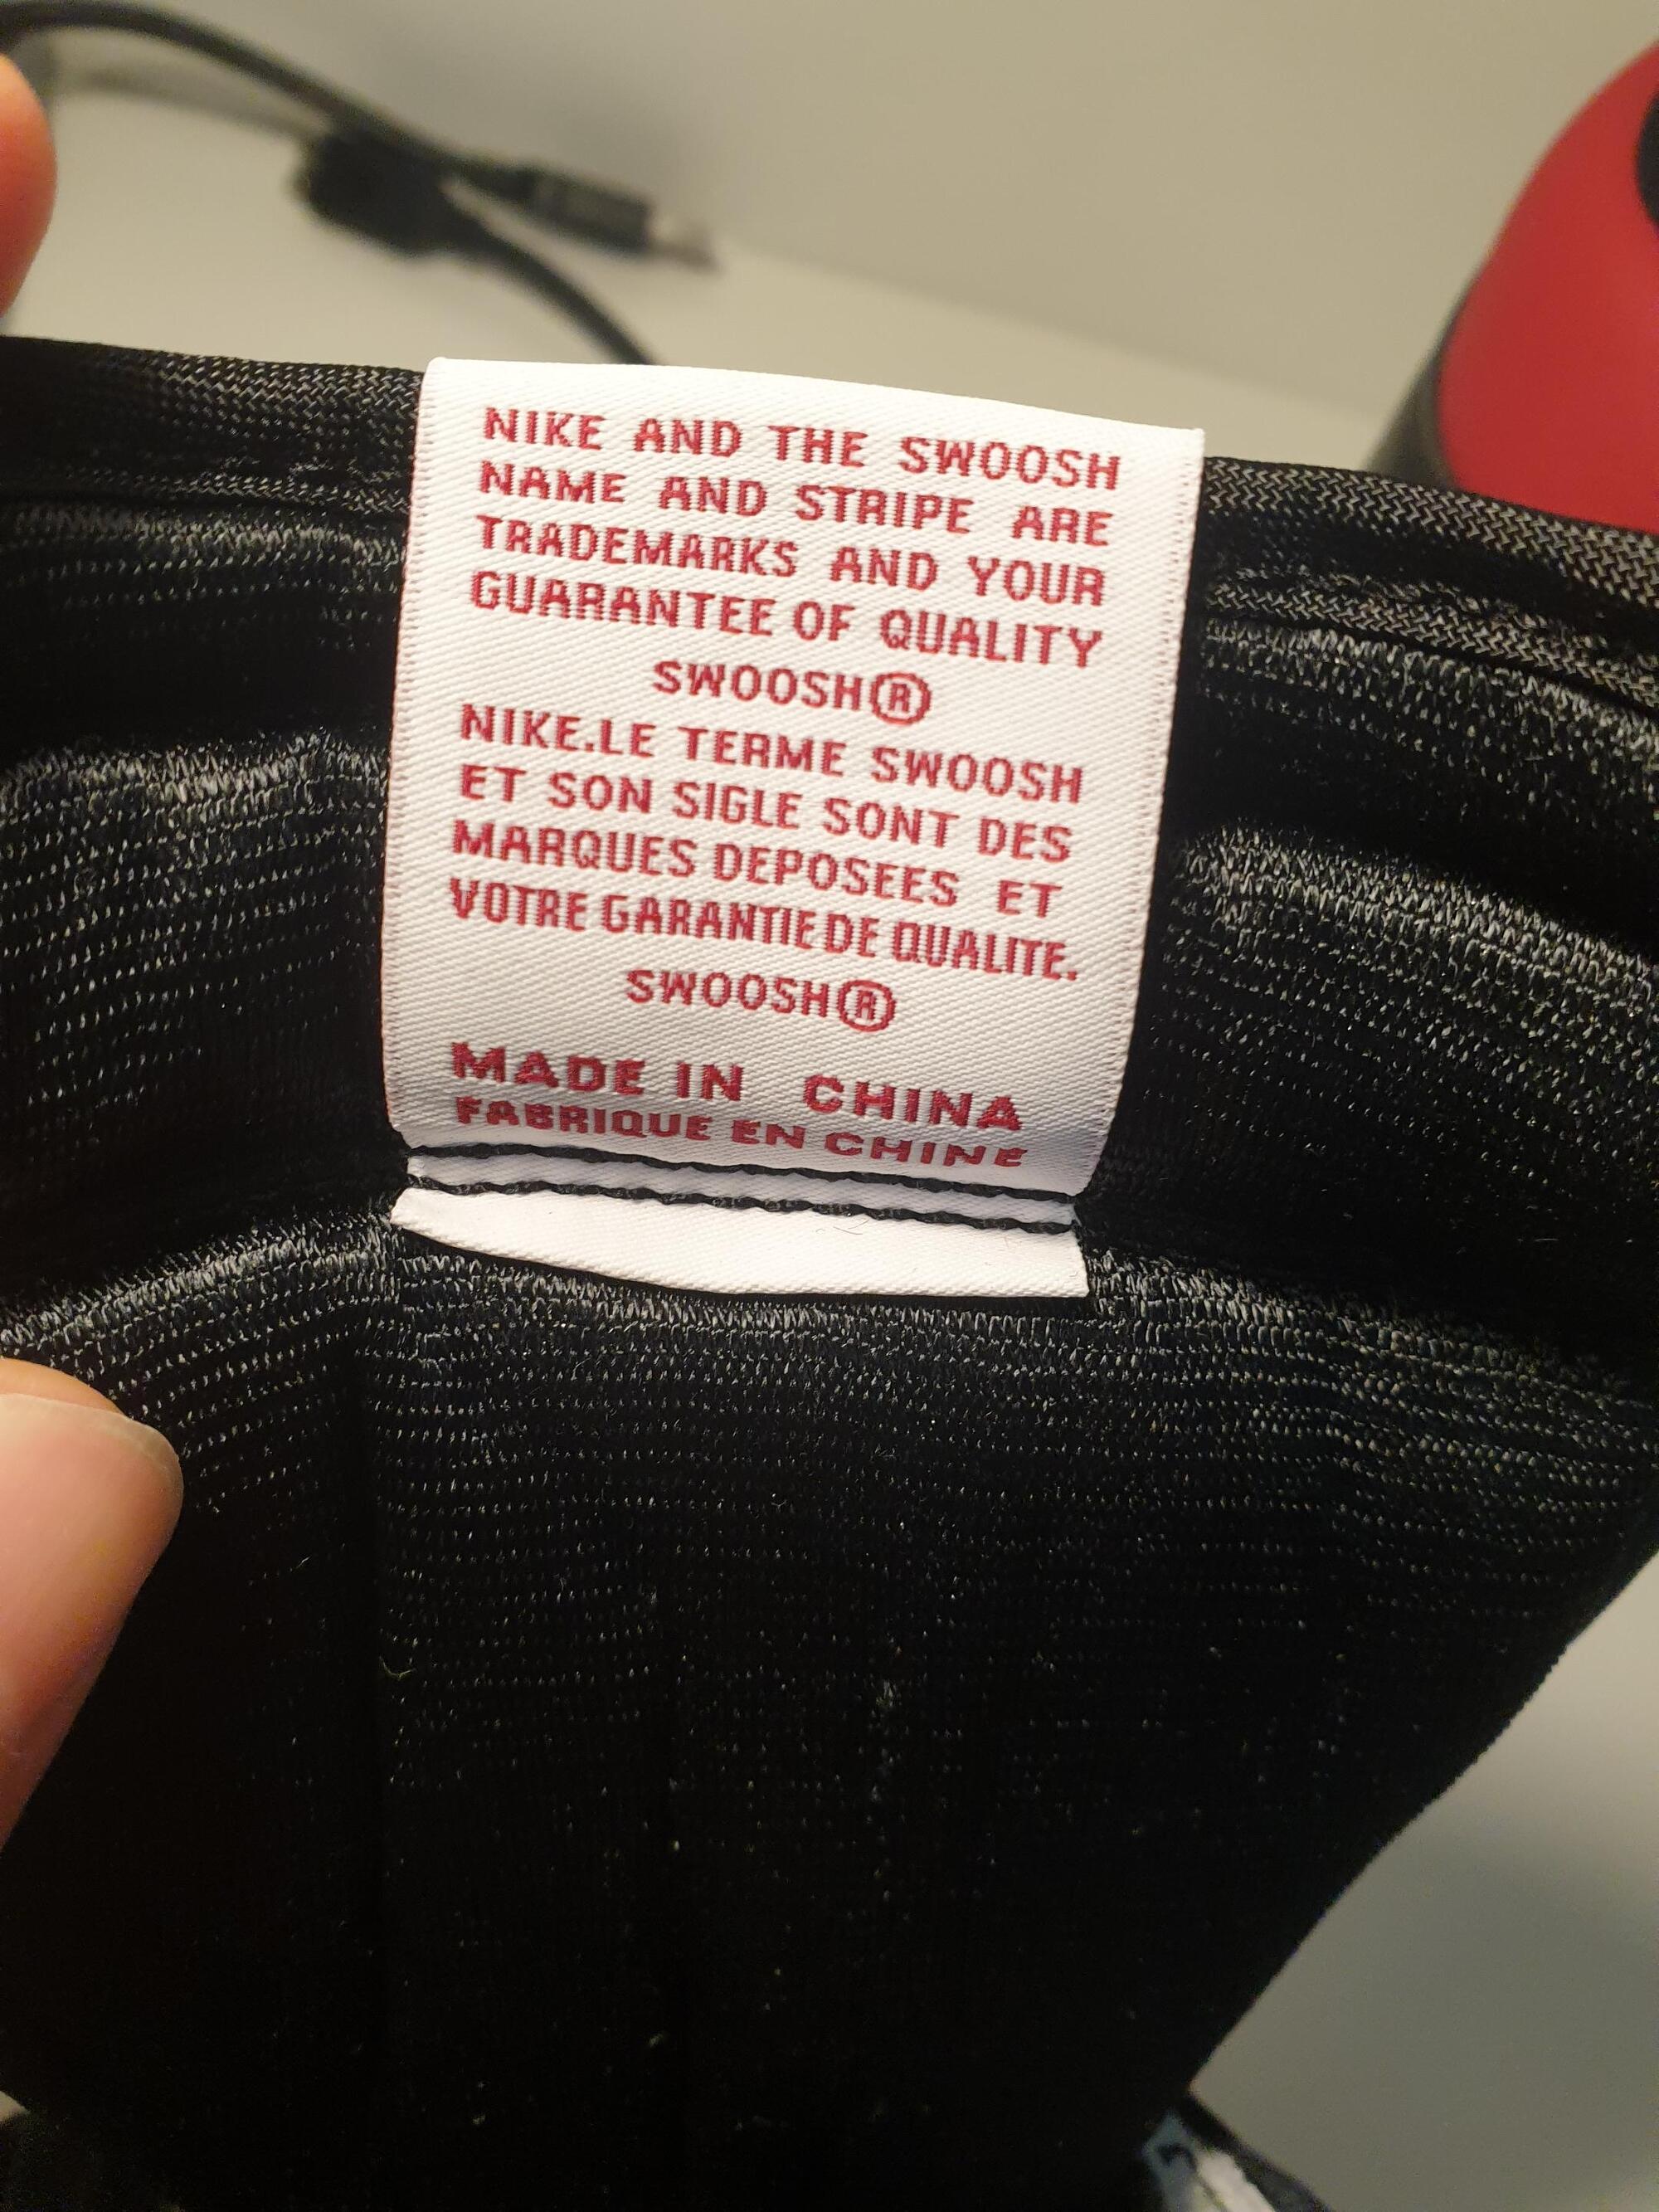 NIKE AND THE SWOOSH
NAME AND STRIPE ARE
TRADEMARKS AND YOUR
GUARANTEE OF QUALITY
SWOOSH®
NIKE.LE TERME SWOOSH
ET SON SIGLE SONT DES
MARQUES DEPOSEES ET
VOTRE GARANTIE DE QUALITE.
SWOOSH®
MADE IN CHINA
FABRIQUE EN CHINE